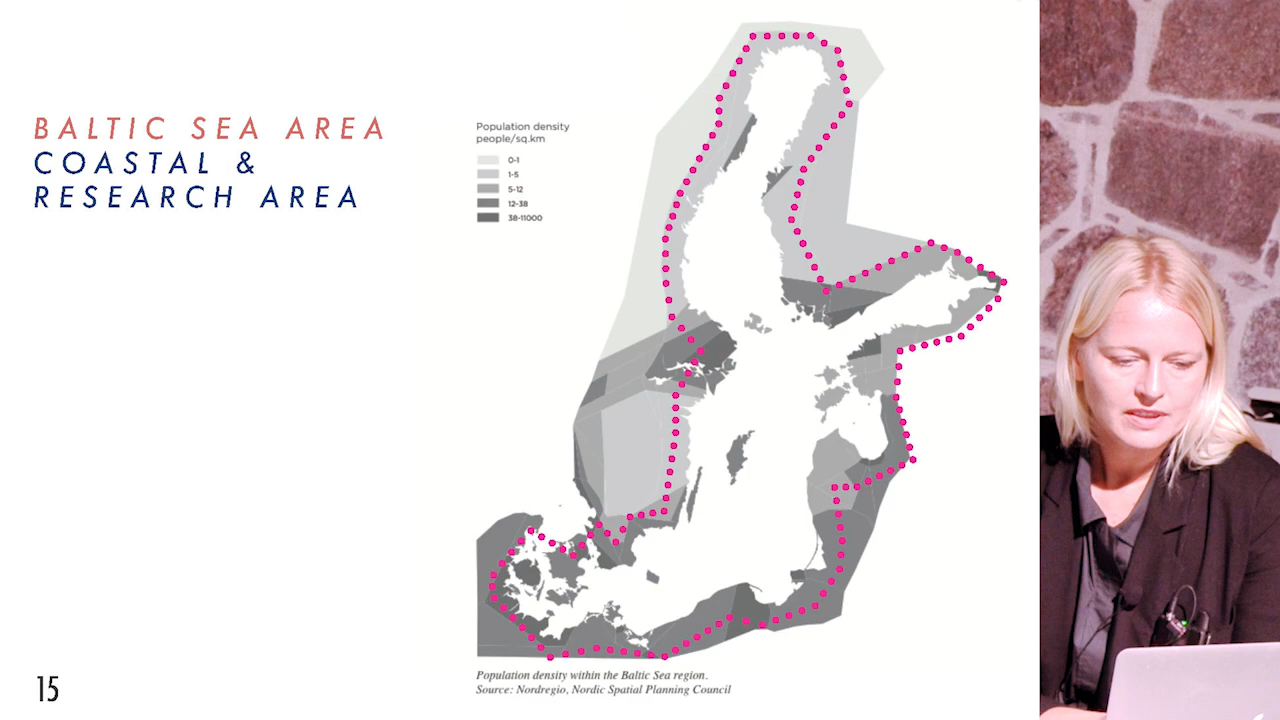 BALTIC SEA AREA
COASTAL &
RESEARCH AREA
Population density
people/sq.km
0-1
1-5
5-12
12-38
38-11000
Population density within the Baltic Sea region.
Source: Nordregio, Nordic Spatial Planning Council
15